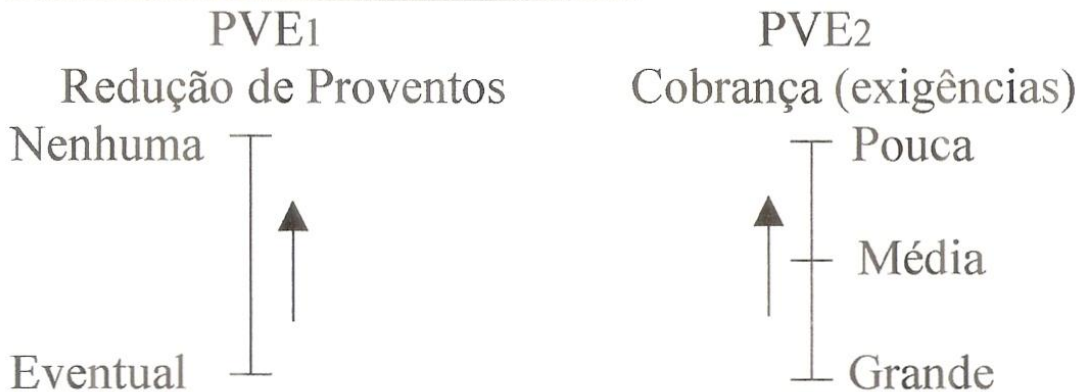 PVE1
Redução de Proventos
Nenhuma
Eventual
PVE2
Cobrança (exigências)
Pouca
Média
Grande